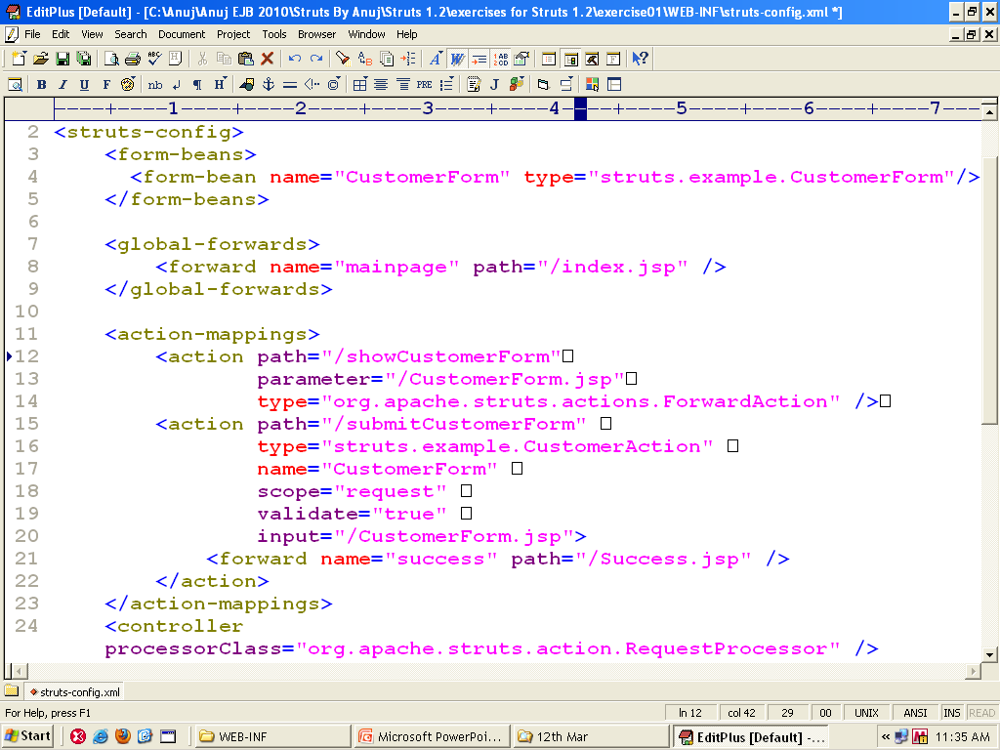 EditPlus [Default] - [C:\Anuj\Anuj EJB 2010\Struts By Anuj\Struts 1.2\exercises for Struts 1.2\exercise01\WEB-INF\struts-config.xml *]
File Edit View Search Document Project Tools Browser Window Help
B I U F nb ¶ H PRE J
----+----1----+----2----+----3----+----4----+----5----+----6----+----7--
2 <struts-config>
3 <form-beans>
4 <form-bean name="CustomerForm" type="struts.example.CustomerForm"/>
5 </form-beans>
6
7 <global-forwards>
8 <forward name="mainpage" path="/index.jsp" />
9 </global-forwards>
10
11 <action-mappings>
12 <action path="/showCustomerForm"
13 parameter="/CustomerForm.jsp"
14 type="org.apache.struts.actions.ForwardAction" />
15 <action path="/submitCustomerForm"
16 type="struts.example.CustomerAction"
17 name="CustomerForm"
18 scope="request"
19 validate="true"
20 input="/CustomerForm.jsp">
21 <forward name="success" path="/Success.jsp" />
22 </action>
23 </action-mappings>
24 <controller
processorClass="org.apache.struts.action.RequestProcessor" />
struts-config.xml
For Help, press F1 ln 12 col 42 29 00 UNIX ANSI INS READ
Start WEB-INF Microsoft PowerPoi... 12th Mar EditPlus [Default] -... « 11:35 AM